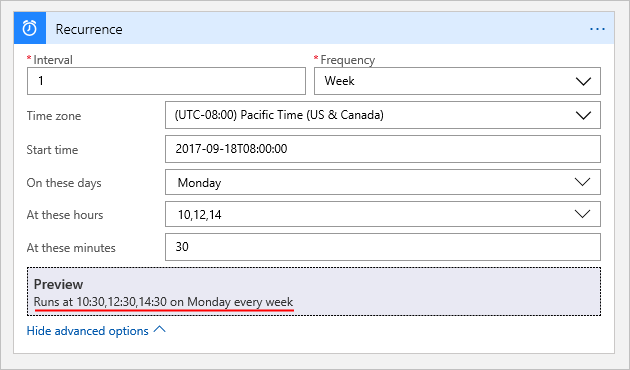 Recurrence
* Interval
* Frequency
1
Week
Time zone
(UTC-08:00) Pacific Time (US & Canada)
Start time
2017-09-18T08:00:00
On these days
Monday
At these hours
10,12,14
At these minutes
30
Preview
Runs at 10:30,12:30,14:30 on Monday every week
Hide advanced options